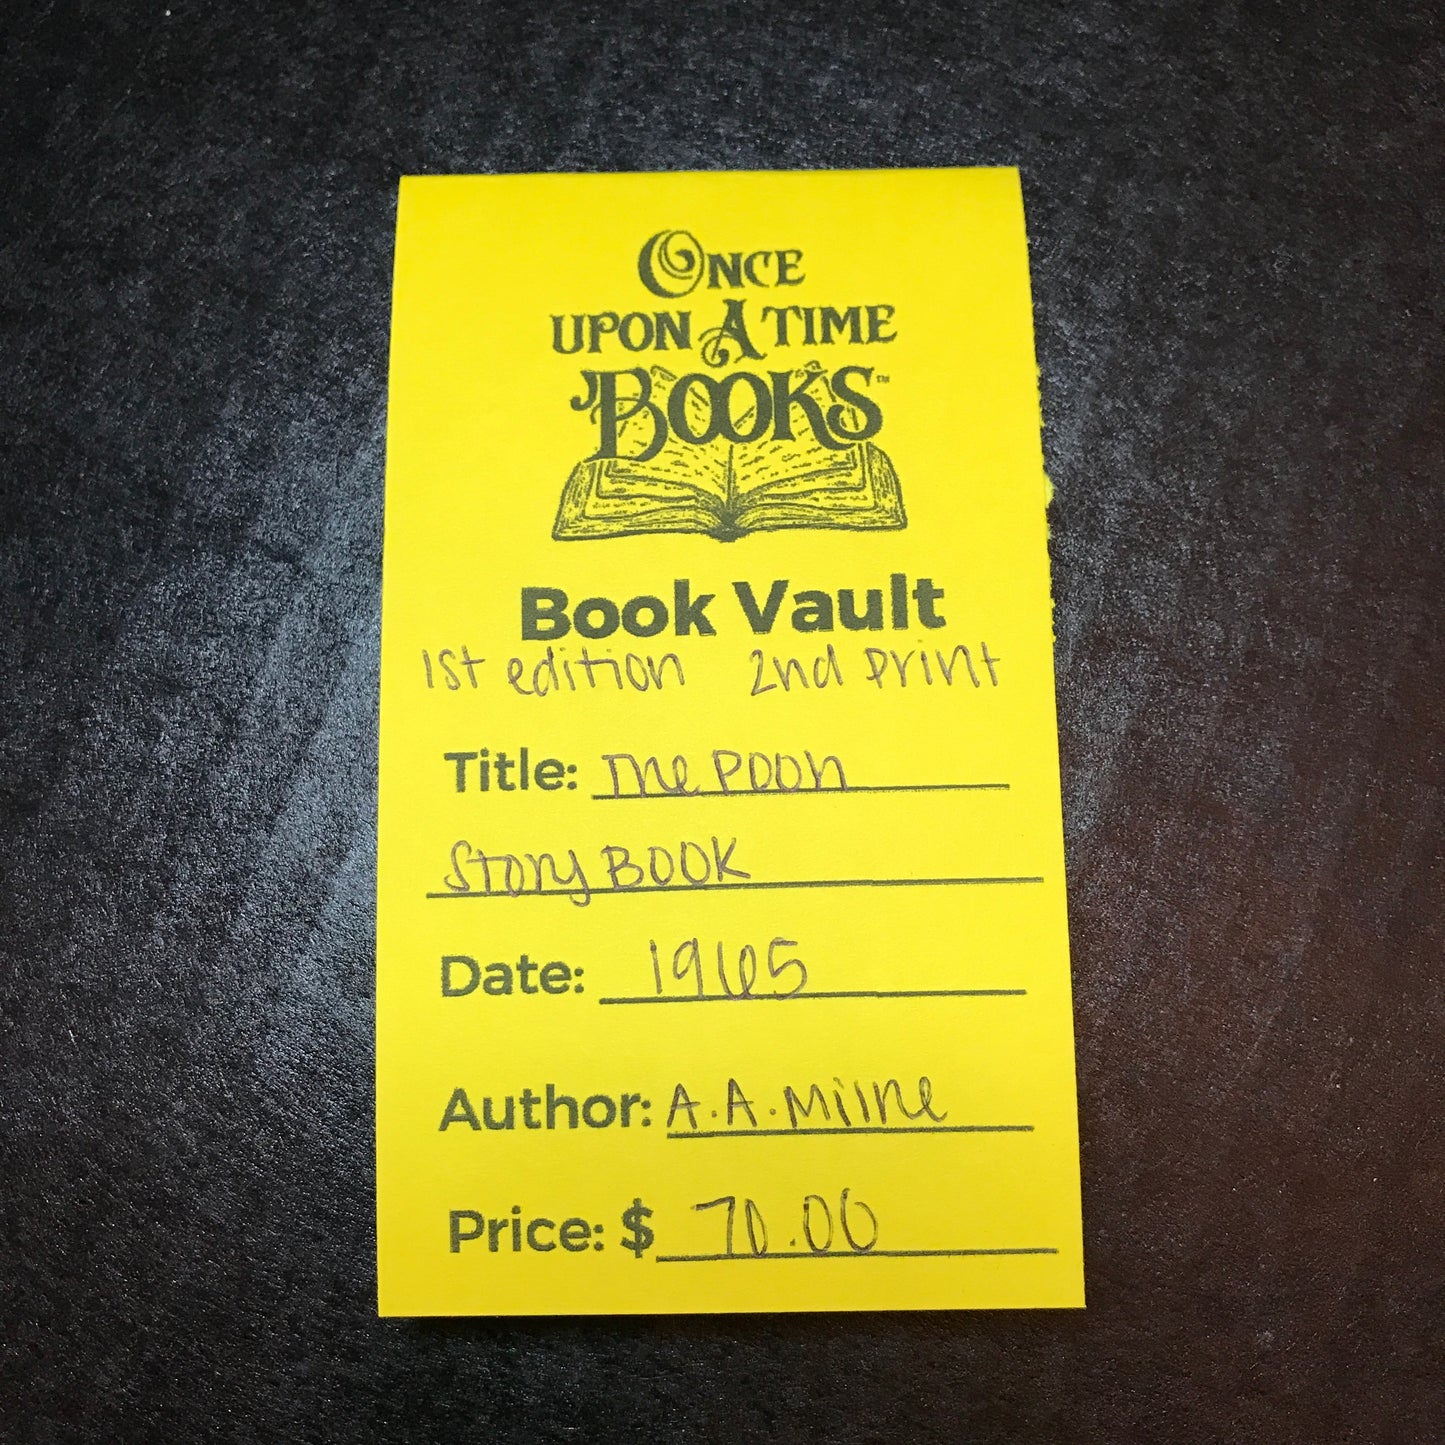 ONCE
UPON A TIME
BOOKS™
Book Vault
1st edition 2nd print
Title: The Pooh
Story BOOK
Date: 1965
Author: A.A. Milne
Price: $ 70.00